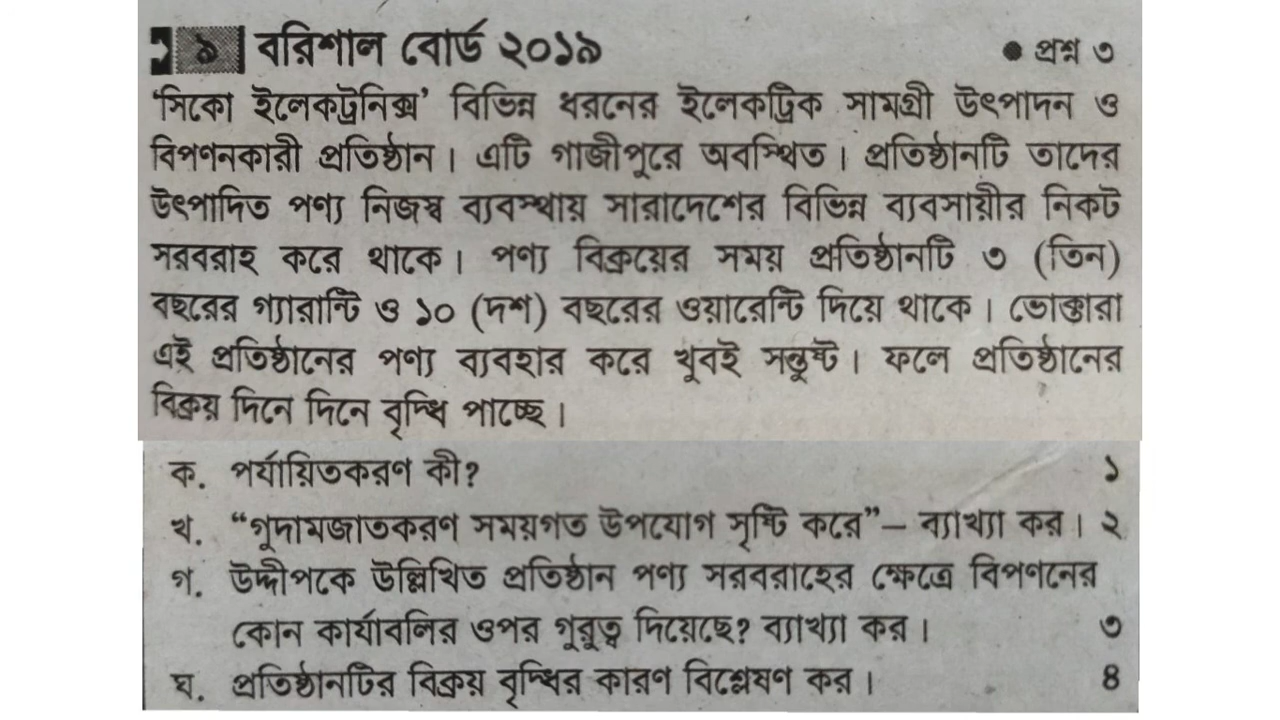 ৯ বরিশাল বোর্ড ২০১৯ ● প্রশ্ন ৩
‘সিকো ইলেকট্রনিক্স’ বিভিন্ন ধরনের ইলেকট্রিক সামগ্রী উৎপাদন ও
বিপণনকারী প্রতিষ্ঠান। এটি গাজীপুরে অবস্থিত। প্রতিষ্ঠানটি তাদের
উৎপাদিত পণ্য নিজস্ব ব্যবস্থায় সারাদেশের বিভিন্ন ব্যবসায়ীর নিকট
সরবরাহ করে থাকে। পণ্য বিক্রয়ের সময় প্রতিষ্ঠানটি ৩ (তিন)
বছরের গ্যারান্টি ও ১০ (দশ) বছরের ওয়ারেন্টি দিয়ে থাকে। ভোক্তারা
এই প্রতিষ্ঠানের পণ্য ব্যবহার করে খুবই সন্তুষ্ট। ফলে প্রতিষ্ঠানের
বিক্রয় দিনে দিনে বৃদ্ধি পাচ্ছে।
ক. পর্যায়িতকরণ কী? ১
খ. “গুদামজাতকরণ সময়গত উপযোগ সৃষ্টি করে”– ব্যাখ্যা কর। ২
গ. উদ্দীপকে উল্লিখিত প্রতিষ্ঠান পণ্য সরবরাহের ক্ষেত্রে বিপণনের
কোন কার্যাবলির ওপর গুরুত্ব দিয়েছে? ব্যাখ্যা কর। ৩
ঘ. প্রতিষ্ঠানটির বিক্রয় বৃদ্ধির কারণ বিশ্লেষণ কর। ৪